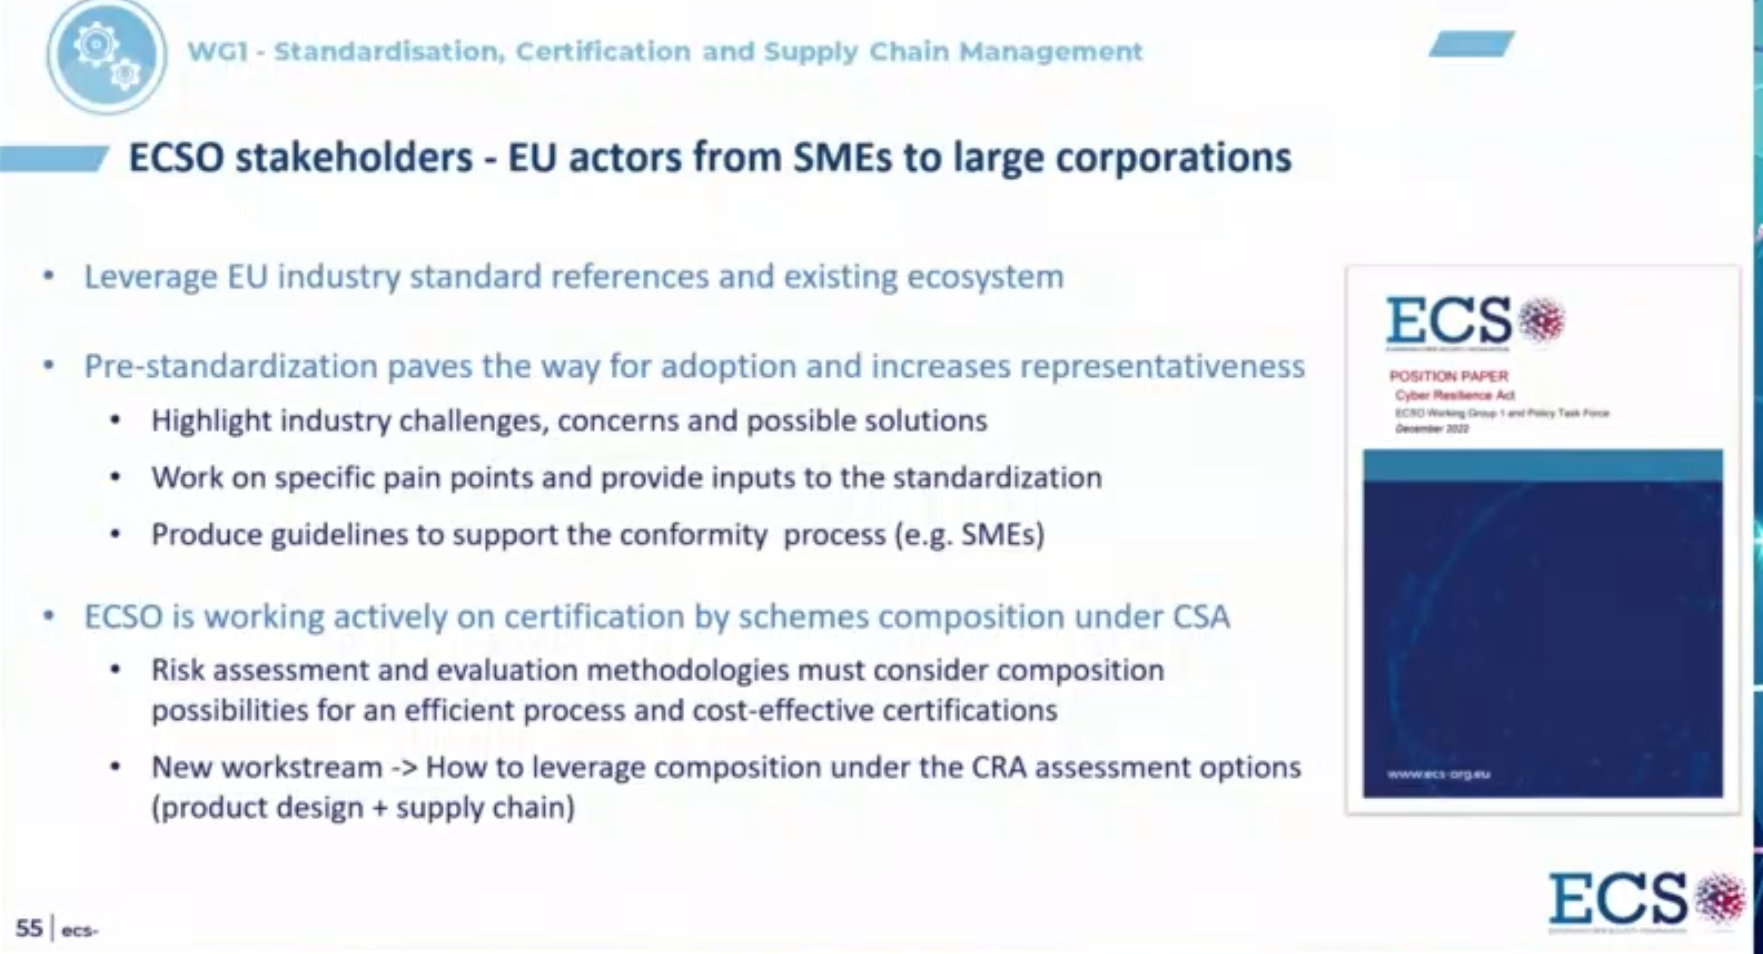 WG1 - Standardisation, Certification and Supply Chain Management
ECSO stakeholders - EU actors from SMEs to large corporations
• Leverage EU industry standard references and existing ecosystem
• Pre-standardization paves the way for adoption and increases representativeness
• Highlight industry challenges, concerns and possible solutions
• Work on specific pain points and provide inputs to the standardization
• Produce guidelines to support the conformity process (e.g. SMEs)
• ECSO is working actively on certification by schemes composition under CSA
• Risk assessment and evaluation methodologies must consider composition
possibilities for an efficient process and cost-effective certifications
• New workstream -> How to leverage composition under the CRA assessment options
(product design + supply chain)
ECS
POSITION PAPER
Cyber Resilience Act
ECSO Working Group 1 and Policy Task Force
December 2022
www.ecs-org.eu
ECS
55 | ecs-